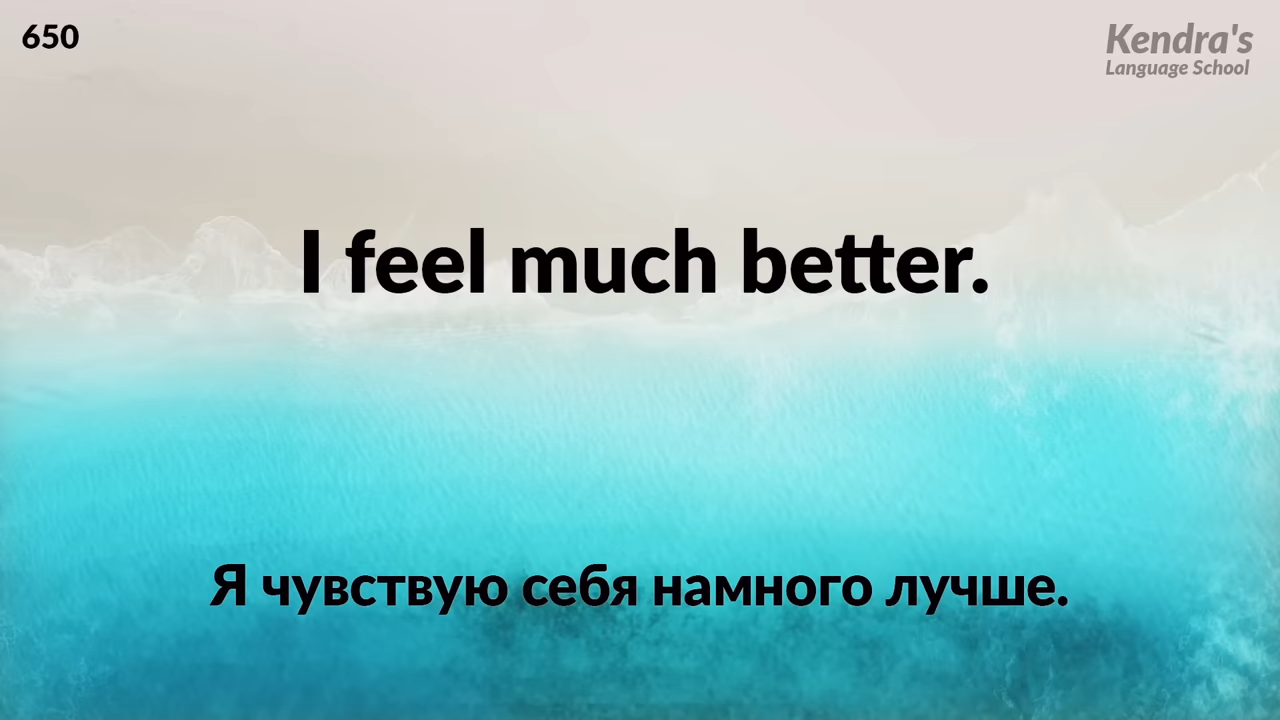 650
Kendra's
Language School
I feel much better.
Я чувствую себя намного лучше.